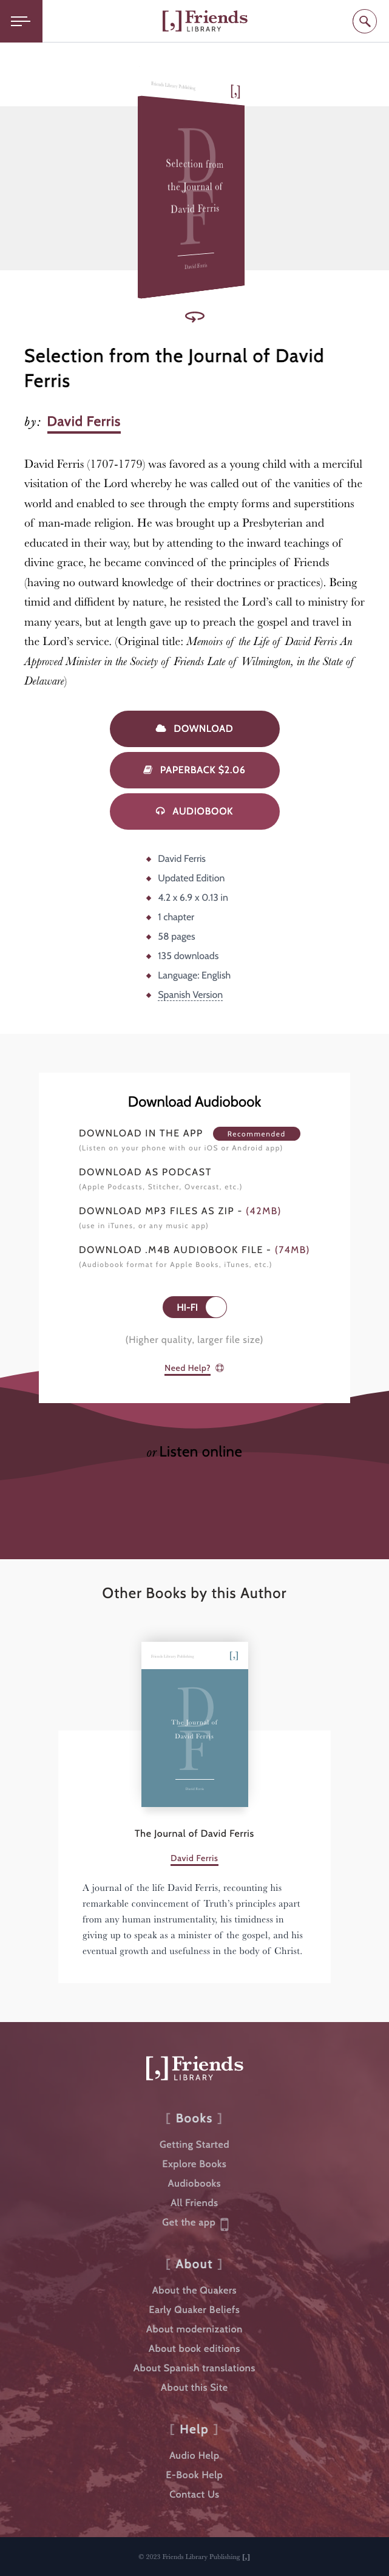 [,] Friends
LIBRARY
Friends Library Publishing
[,]
D
F
Selection from
the Journal of
David Ferris
David Ferris
Selection from the Journal of David
Ferris
by: David Ferris
David Ferris (1707-1779) was favored as a young child with a merciful
visitation of the Lord whereby he was called out of the vanities of the
world and enabled to see through the empty forms and superstitions
of man-made religion. He was brought up a Presbyterian and
educated in their way, but by attending to the inward teachings of
divine grace, he became convinced of the principles of Friends
(having no outward knowledge of their doctrines or practices). Being
timid and diffident by nature, he resisted the Lord’s call to ministry for
many years, but at length gave up to preach the gospel and travel in
the Lord’s service. (Original title: Memoirs of the Life of David Ferris An
Approved Minister in the Society of Friends Late of Wilmington, in the State of
Delaware)
DOWNLOAD
PAPERBACK $2.06
AUDIOBOOK
David Ferris
Updated Edition
4.2 x 6.9 x 0.13 in
1 chapter
58 pages
135 downloads
Language: English
Spanish Version
Download Audiobook
DOWNLOAD IN THE APP Recommended
(Listen on your phone with our iOS or Android app)
DOWNLOAD AS PODCAST
(Apple Podcasts, Stitcher, Overcast, etc.)
DOWNLOAD MP3 FILES AS ZIP - (42MB)
(use in iTunes, or any music app)
DOWNLOAD .M4B AUDIOBOOK FILE - (74MB)
(Audiobook format for Apple Books, iTunes, etc.)
HI-FI
(Higher quality, larger file size)
Need Help?
or Listen online
Other Books by this Author
Friends Library Publishing
[,]
D
F
The Journal of
David Ferris
David Ferris
The Journal of David Ferris
David Ferris
A journal of the life David Ferris, recounting his
remarkable convincement of Truth’s principles apart
from any human instrumentality, his timidness in
giving up to speak as a minister of the gospel, and his
eventual growth and usefulness in the body of Christ.
[,] Friends
LIBRARY
[ Books ]
Getting Started
Explore Books
Audiobooks
All Friends
Get the app
[ About ]
About the Quakers
Early Quaker Beliefs
About modernization
About book editions
About Spanish translations
About this Site
[ Help ]
Audio Help
E-Book Help
Contact Us
© 2023 Friends Library Publishing [,]